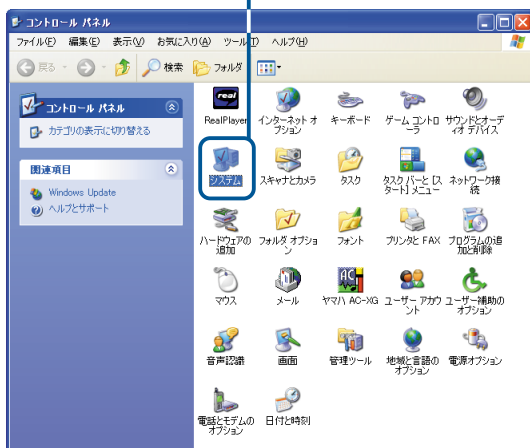 コントロール パネル
ファイル(F) 編集(E) 表示(V) お気に入り(A) ツール(T) ヘルプ(H)
戻る 検索 フォルダ
コントロール パネル
カテゴリの表示に切り替える
関連項目
Windows Update
ヘルプとサポート
real
RealPlayer
インターネット オ
プション
キーボード
ゲーム コントロ
ーラ
サウンドとオーデ
ィオ デバイス
システム
スキャナとカメラ
タスク
タスク バーと [ス
タート] メニュー
ネットワーク接
続
ハードウェアの
追加
フォルダ オプショ
ン
フォント
プリンタと FAX
プログラムの追
加と削除
マウス
メール
AC
XG
ヤマハ AC-XG
ユーザー アカウ
ント
ユーザー補助の
オプション
音声認識
画面
管理ツール
地域と言語の
オプション
電源オプション
電話とモデムの
オプション
日付と時刻